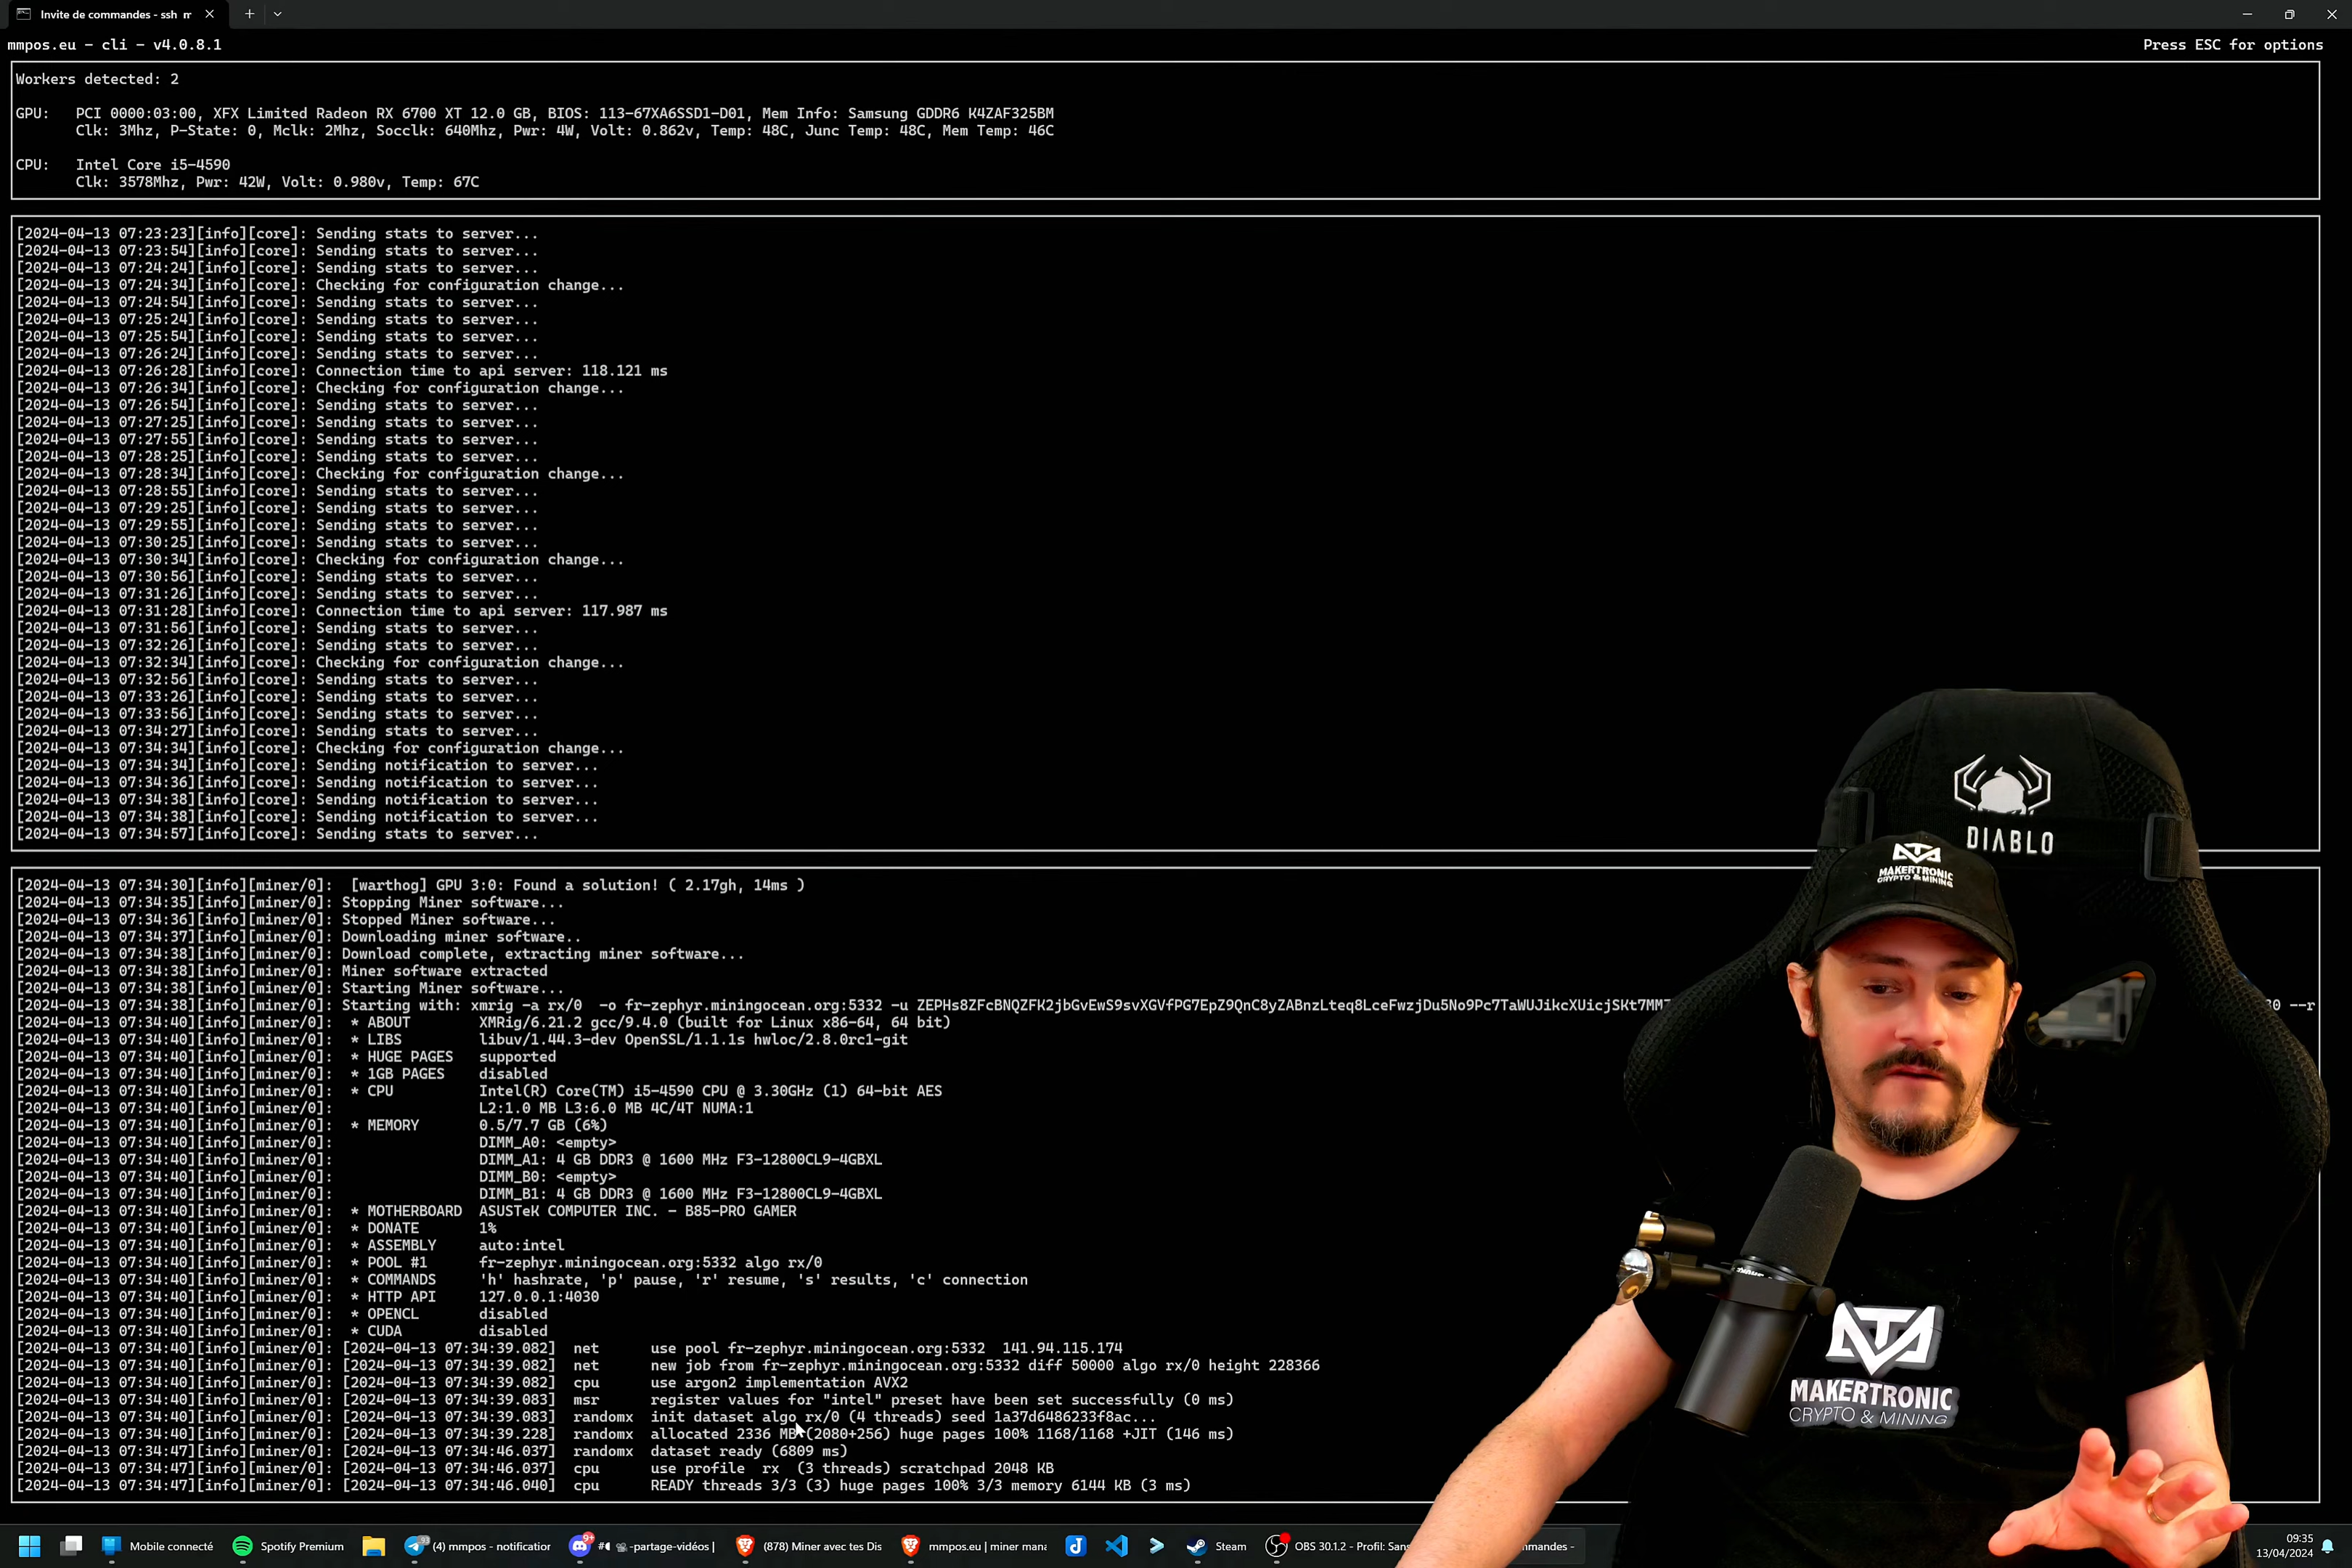 Invite de commandes - ssh m
mmpos.eu - cli - v4.0.8.1
Press ESC for options
Workers detected: 2
GPU: PCI 0000:03:00, XFX Limited Radeon RX 6700 XT 12.0 GB, BIOS: 113-67XA6SSD1-D01, Mem Info: Samsung GDDR6 K4ZAF325BM
Clk: 3Mhz, P-State: 0, Mclk: 2Mhz, Socclk: 640Mhz, Pwr: 4W, Volt: 0.862v, Temp: 48C, Junc Temp: 48C, Mem Temp: 46C
CPU: Intel Core i5-4590
Clk: 3578Mhz, Pwr: 42W, Volt: 0.980v, Temp: 67C
[2024-04-13 07:23:23][info][core]: Sending stats to server...
[2024-04-13 07:23:54][info][core]: Sending stats to server...
[2024-04-13 07:24:24][info][core]: Sending stats to server...
[2024-04-13 07:24:34][info][core]: Checking for configuration change...
[2024-04-13 07:24:54][info][core]: Sending stats to server...
[2024-04-13 07:25:24][info][core]: Sending stats to server...
[2024-04-13 07:25:54][info][core]: Sending stats to server...
[2024-04-13 07:26:24][info][core]: Sending stats to server...
[2024-04-13 07:26:28][info][core]: Connection time to api server: 118.121 ms
[2024-04-13 07:26:34][info][core]: Checking for configuration change...
[2024-04-13 07:26:54][info][core]: Sending stats to server...
[2024-04-13 07:27:25][info][core]: Sending stats to server...
[2024-04-13 07:27:55][info][core]: Sending stats to server...
[2024-04-13 07:28:25][info][core]: Sending stats to server...
[2024-04-13 07:28:34][info][core]: Checking for configuration change...
[2024-04-13 07:28:55][info][core]: Sending stats to server...
[2024-04-13 07:29:25][info][core]: Sending stats to server...
[2024-04-13 07:29:55][info][core]: Sending stats to server...
[2024-04-13 07:30:25][info][core]: Sending stats to server...
[2024-04-13 07:30:34][info][core]: Checking for configuration change...
[2024-04-13 07:30:56][info][core]: Sending stats to server...
[2024-04-13 07:31:26][info][core]: Sending stats to server...
[2024-04-13 07:31:28][info][core]: Connection time to api server: 117.987 ms
[2024-04-13 07:31:56][info][core]: Sending stats to server...
[2024-04-13 07:32:26][info][core]: Sending stats to server...
[2024-04-13 07:32:34][info][core]: Checking for configuration change...
[2024-04-13 07:32:56][info][core]: Sending stats to server...
[2024-04-13 07:33:26][info][core]: Sending stats to server...
[2024-04-13 07:33:56][info][core]: Sending stats to server...
[2024-04-13 07:34:27][info][core]: Sending stats to server...
[2024-04-13 07:34:34][info][core]: Checking for configuration change...
[2024-04-13 07:34:34][info][core]: Sending notification to server...
[2024-04-13 07:34:36][info][core]: Sending notification to server...
[2024-04-13 07:34:38][info][core]: Sending notification to server...
[2024-04-13 07:34:38][info][core]: Sending notification to server...
[2024-04-13 07:34:57][info][core]: Sending stats to server...
[2024-04-13 07:34:30][info][miner/0]: [warthog] GPU 3:0: Found a solution! ( 2.17gh, 14ms )
[2024-04-13 07:34:35][info][miner/0]: Stopping Miner software...
[2024-04-13 07:34:36][info][miner/0]: Stopped Miner software...
[2024-04-13 07:34:37][info][miner/0]: Downloading miner software..
[2024-04-13 07:34:38][info][miner/0]: Download complete, extracting miner software...
[2024-04-13 07:34:38][info][miner/0]: Miner software extracted
[2024-04-13 07:34:38][info][miner/0]: Starting Miner software...
[2024-04-13 07:34:38][info][miner/0]: Starting with: xmrig -a rx/0 -o fr-zephyr.miningocean.org:5332 -u ZEPHs8ZFcBNQZFK2jbGvEwS9svXGVfPG7EpZ9QnC8yZABnzLteq8LceFwzjDu5No9Pc7TaWUJikcXUicjSKt7MM7 30 --r
[2024-04-13 07:34:40][info][miner/0]: * ABOUT XMRig/6.21.2 gcc/9.4.0 (built for Linux x86-64, 64 bit)
[2024-04-13 07:34:40][info][miner/0]: * LIBS libuv/1.44.3-dev OpenSSL/1.1.1s hwloc/2.8.0rc1-git
[2024-04-13 07:34:40][info][miner/0]: * HUGE PAGES supported
[2024-04-13 07:34:40][info][miner/0]: * 1GB PAGES disabled
[2024-04-13 07:34:40][info][miner/0]: * CPU Intel(R) Core(TM) i5-4590 CPU @ 3.30GHz (1) 64-bit AES
[2024-04-13 07:34:40][info][miner/0]: L2:1.0 MB L3:6.0 MB 4C/4T NUMA:1
[2024-04-13 07:34:40][info][miner/0]: * MEMORY 0.5/7.7 GB (6%)
[2024-04-13 07:34:40][info][miner/0]: DIMM_A0: <empty>
[2024-04-13 07:34:40][info][miner/0]: DIMM_A1: 4 GB DDR3 @ 1600 MHz F3-12800CL9-4GBXL
[2024-04-13 07:34:40][info][miner/0]: DIMM_B0: <empty>
[2024-04-13 07:34:40][info][miner/0]: DIMM_B1: 4 GB DDR3 @ 1600 MHz F3-12800CL9-4GBXL
[2024-04-13 07:34:40][info][miner/0]: * MOTHERBOARD ASUSTeK COMPUTER INC. - B85-PRO GAMER
[2024-04-13 07:34:40][info][miner/0]: * DONATE 1%
[2024-04-13 07:34:40][info][miner/0]: * ASSEMBLY auto:intel
[2024-04-13 07:34:40][info][miner/0]: * POOL #1 fr-zephyr.miningocean.org:5332 algo rx/0
[2024-04-13 07:34:40][info][miner/0]: * COMMANDS 'h' hashrate, 'p' pause, 'r' resume, 's' results, 'c' connection
[2024-04-13 07:34:40][info][miner/0]: * HTTP API 127.0.0.1:4030
[2024-04-13 07:34:40][info][miner/0]: * OPENCL disabled
[2024-04-13 07:34:40][info][miner/0]: * CUDA disabled
[2024-04-13 07:34:40][info][miner/0]: [2024-04-13 07:34:39.082] net use pool fr-zephyr.miningocean.org:5332 141.94.115.174
[2024-04-13 07:34:40][info][miner/0]: [2024-04-13 07:34:39.082] net new job from fr-zephyr.miningocean.org:5332 diff 50000 algo rx/0 height 228366
[2024-04-13 07:34:40][info][miner/0]: [2024-04-13 07:34:39.082] cpu use argon2 implementation AVX2
[2024-04-13 07:34:40][info][miner/0]: [2024-04-13 07:34:39.083] msr register values for "intel" preset have been set successfully (0 ms)
[2024-04-13 07:34:40][info][miner/0]: [2024-04-13 07:34:39.083] randomx init dataset algo rx/0 (4 threads) seed 1a37d6486233f8ac...
[2024-04-13 07:34:40][info][miner/0]: [2024-04-13 07:34:39.228] randomx allocated 2336 MB (2080+256) huge pages 100% 1168/1168 +JIT (146 ms)
[2024-04-13 07:34:47][info][miner/0]: [2024-04-13 07:34:46.037] randomx dataset ready (6809 ms)
[2024-04-13 07:34:47][info][miner/0]: [2024-04-13 07:34:46.037] cpu use profile rx (3 threads) scratchpad 2048 KB
[2024-04-13 07:34:47][info][miner/0]: [2024-04-13 07:34:46.040] cpu READY threads 3/3 (3) huge pages 100% 3/3 memory 6144 KB (3 ms)
DIABLO
MAKERTRONIC
CRYPTO & MINING
MAKERTRONIC
CRYPTO & MINING
Mobile connecté
Spotify Premium
93
(4) mmpos - notification
9+
-partage-vidéos |
(878) Miner avec tes Dis
mmpos.eu | miner mana
Steam
OBS 30.1.2 - Profil: Sans
mmandes -
09:35
13/04/2024